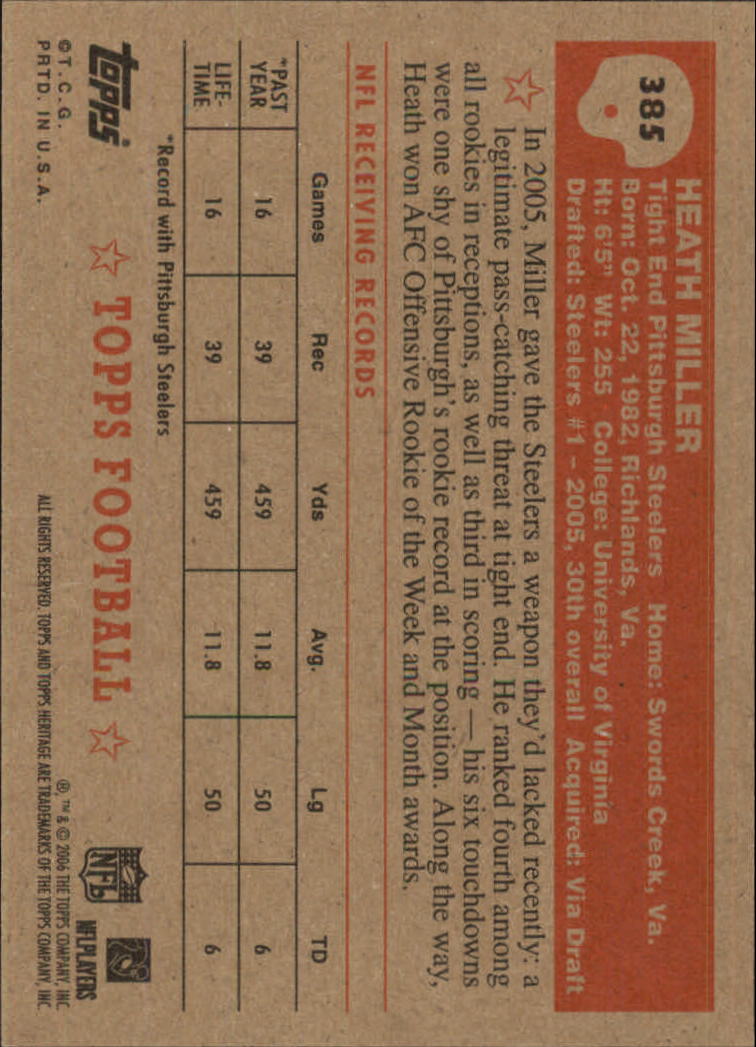 385
HEATH MILLER
Tight End Pittsburgh Steelers Home: Swords Creek, Va.
Born: Oct. 22, 1982, Richlands, Va.
Ht: 6'5" Wt: 255 College: University of Virginia
Drafted: Steelers #1 - 2005, 30th overall Acquired: Via Draft
In 2005, Miller gave the Steelers a weapon they'd lacked recently: a
legitimate pass-catching threat at tight end. He ranked fourth among
all rookies in receptions, as well as third in scoring — his six touchdowns
were one shy of Pittsburgh's rookie record at the position. Along the way,
Heath won AFC Offensive Rookie of the Week and Month awards.
NFL RECEIVING RECORDS
Games Rec Yds Avg. Lg TD
*PAST YEAR 16 39 459 11.8 50 6
LIFE-TIME 16 39 459 11.8 50 6
*Record with Pittsburgh Steelers
topps®
TOPPS FOOTBALL
NFL
NFLPLAYERS
©T.C.G.
PRTD. IN U.S.A.
®, ™ & © 2006 THE TOPPS COMPANY, INC.
ALL RIGHTS RESERVED. TOPPS AND TOPPS HERITAGE ARE TRADEMARKS OF THE TOPPS COMPANY, INC.